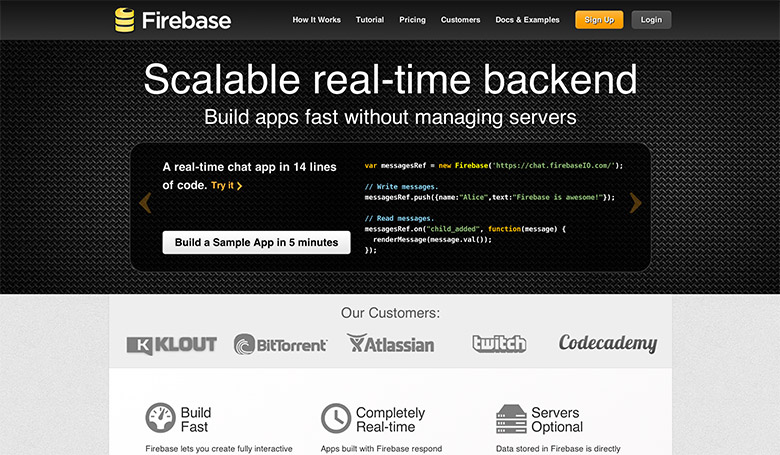 Firebase
How It Works Tutorial Pricing Customers Docs & Examples Sign Up Login
Scalable real-time backend
Build apps fast without managing servers
A real-time chat app in 14 lines
of code. Try it
Build a Sample App in 5 minutes
var messagesRef = new Firebase('https://chat.firebaseIO.com/');
// Write messages.
messagesRef.push({name:"Alice",text:"Firebase is awesome!"});
// Read messages.
messagesRef.on("child_added", function(message) {
renderMessage(message.val());
});
Our Customers:
KLOUT BitTorrent Atlassian twitch Codecademy
Build
Fast
Firebase lets you create fully interactive
Completely
Real-time
Apps built with Firebase respond
Servers
Optional
Data stored in Firebase is directly